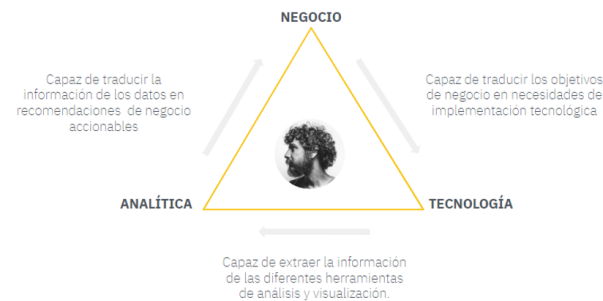 NEGOCIO
Capaz de traducir la
información de los datos en
recomendaciones de negocio
accionables
Capaz de traducir los objetivos
de negocio en necesidades de
implementación tecnológica
ANALÍTICA
TECNOLOGÍA
Capaz de extraer la información
de las diferentes herramientas
de análisis y visualización.